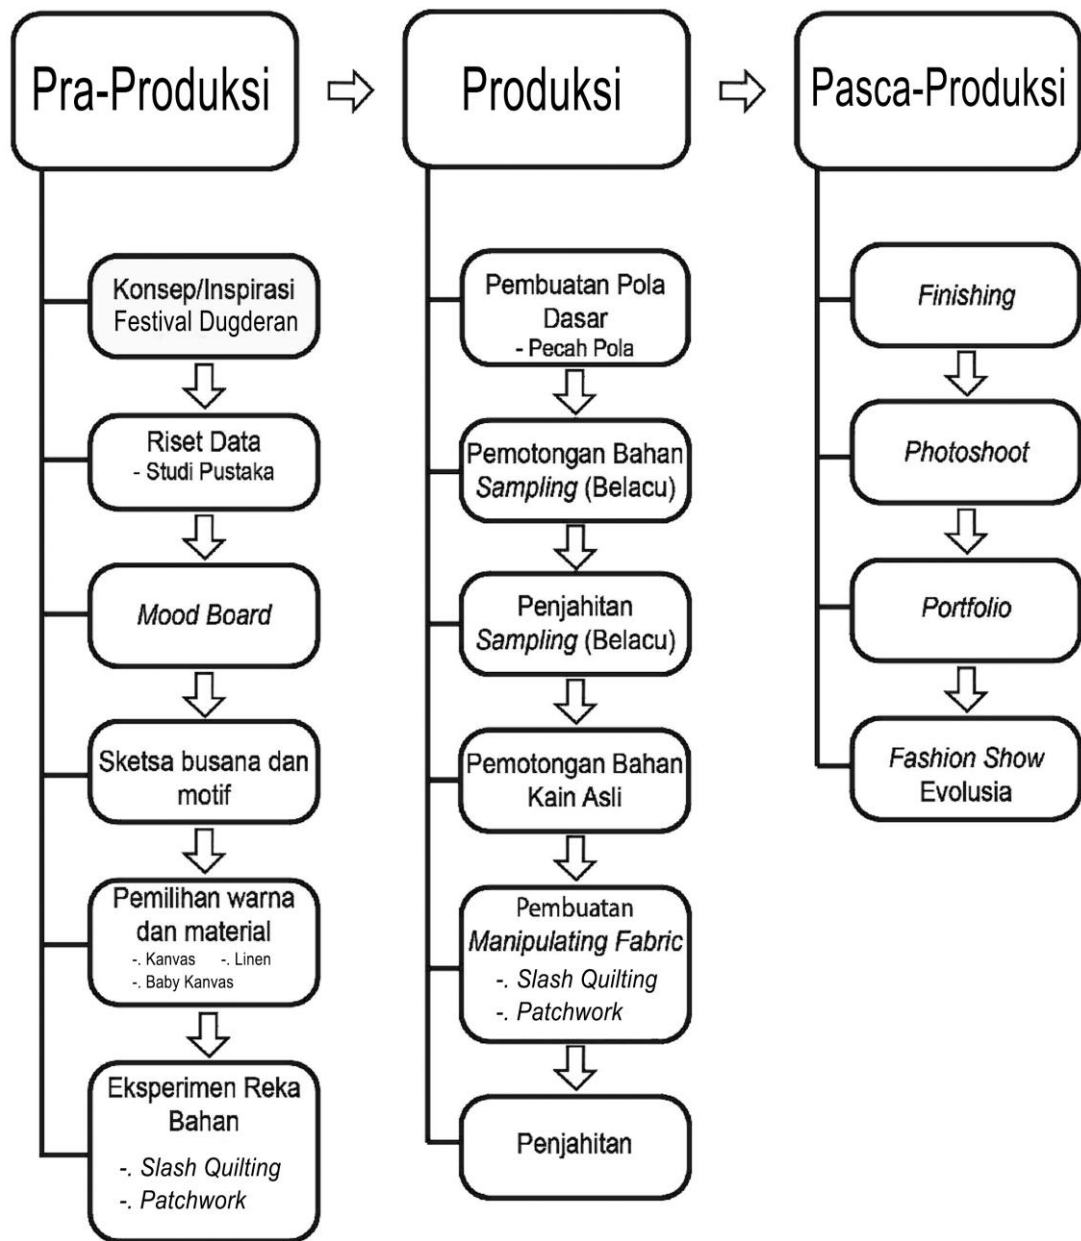 Pra-Produksi
Konsep/Inspirasi
Festival Dugderan
Riset Data
- Studi Pustaka
Mood Board
Sketsa busana dan
motif
Pemilihan warna
dan material
-. Kanvas -. Linen
-. Baby Kanvas
Eksperimen Reka
Bahan
-. Slash Quilting
-. Patchwork
Produksi
Pembuatan Pola
Dasar
- Pecah Pola
Pemotongan Bahan
Sampling (Belacu)
Penjahitan
Sampling (Belacu)
Pemotongan Bahan
Kain Asli
Pembuatan
Manipulating Fabric
-. Slash Quilting
-. Patchwork
Penjahitan
Pasca-Produksi
Finishing
Photoshoot
Portfolio
Fashion Show
Evolusia